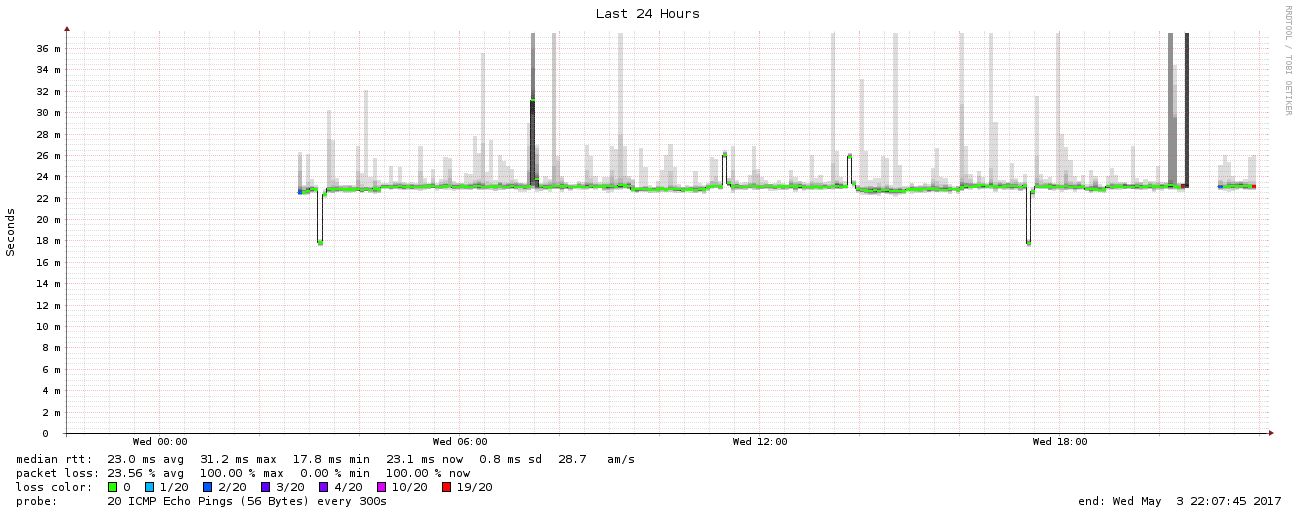 Last 24 Hours
RRDTOOL / TOBI OETIKER
Seconds
36 m
34 m
32 m
30 m
28 m
26 m
24 m
22 m
20 m
18 m
16 m
14 m
12 m
10 m
8 m
6 m
4 m
2 m
0
Wed 00:00 Wed 06:00 Wed 12:00 Wed 18:00
median rtt: 23.0 ms avg 31.2 ms max 17.8 ms min 23.1 ms now 0.8 ms sd 28.7 am/s
packet loss: 23.56 % avg 100.00 % max 0.00 % min 100.00 % now
loss color: 0 1/20 2/20 3/20 4/20 10/20 19/20
probe: 20 ICMP Echo Pings (56 Bytes) every 300s end: Wed May 3 22:07:45 2017